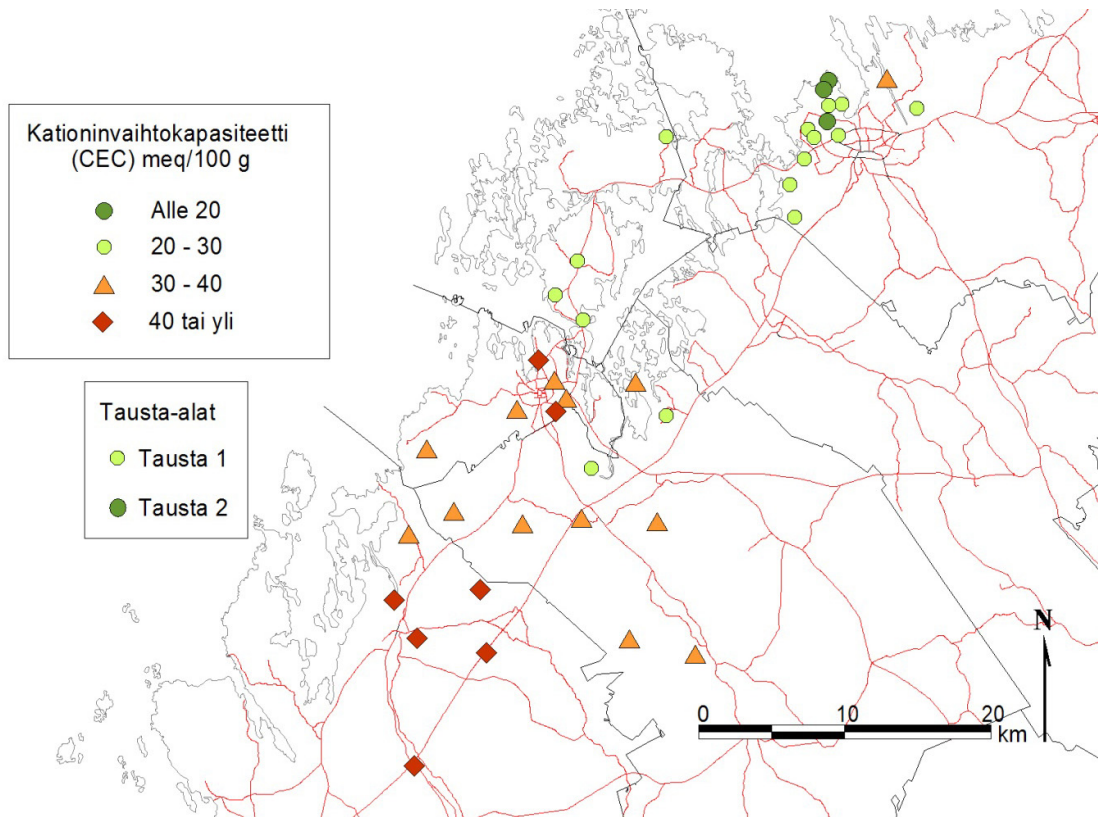 Kationinvaihtokapasiteetti
(CEC) meq/100 g
Alle 20
20 - 30
30 - 40
40 tai yli
Tausta-alat
Tausta 1
Tausta 2
N
0 10 20
km